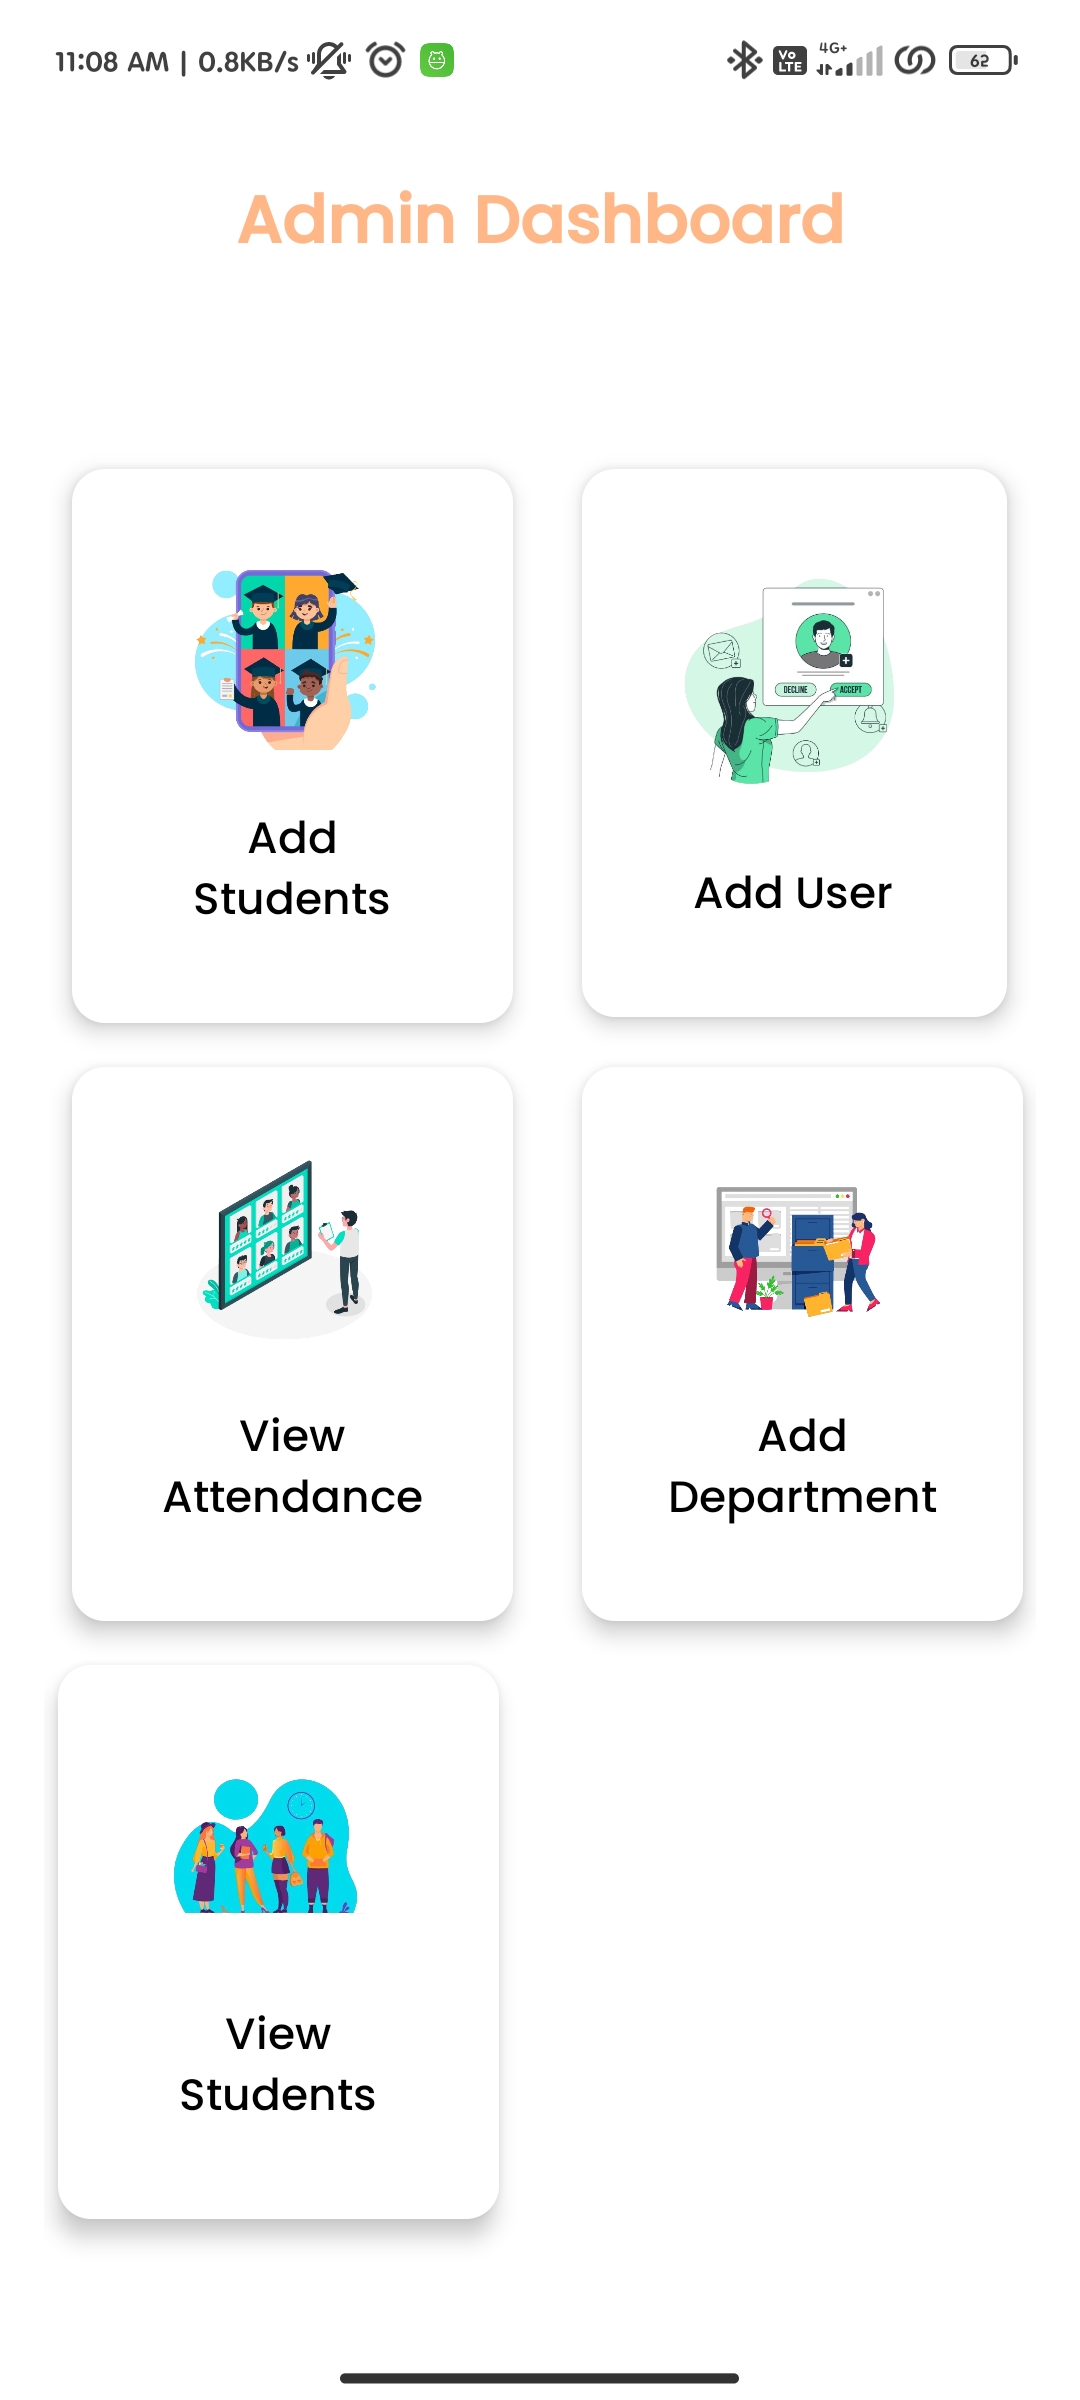 11:08 AM | 0.8KB/s
Vo LTE 4G+ 62
Admin Dashboard
DECLINE ACCEPT
Add
Students
Add User
View
Attendance
Add
Department
View
Students